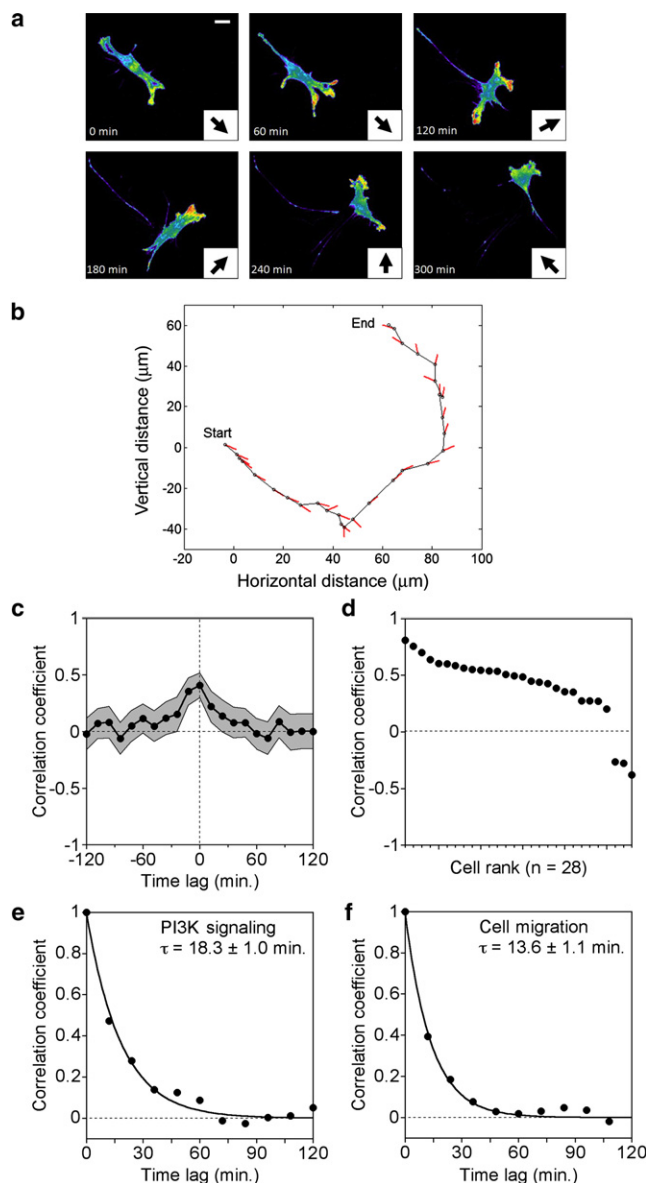 a
0 min
60 min
120 min
180 min
240 min
300 min
b
60
40
20
0
-20
-40
Vertical distance (μm)
Start
End
-20
0
20
40
60
80
100
Horizontal distance (μm)
c
1
0.5
0
-0.5
-1
Correlation coefficient
-120
-60
0
60
120
Time lag (min.)
d
1
0.5
0
-0.5
-1
Correlation coefficient
Cell rank (n = 28)
e
1
0.8
0.6
0.4
0.2
0
Correlation coefficient
PI3K signaling
τ = 18.3 ± 1.0 min.
0
30
60
90
120
Time lag (min.)
f
1
0.8
0.6
0.4
0.2
0
Correlation coefficient
Cell migration
τ = 13.6 ± 1.1 min.
0
30
60
90
120
Time lag (min.)